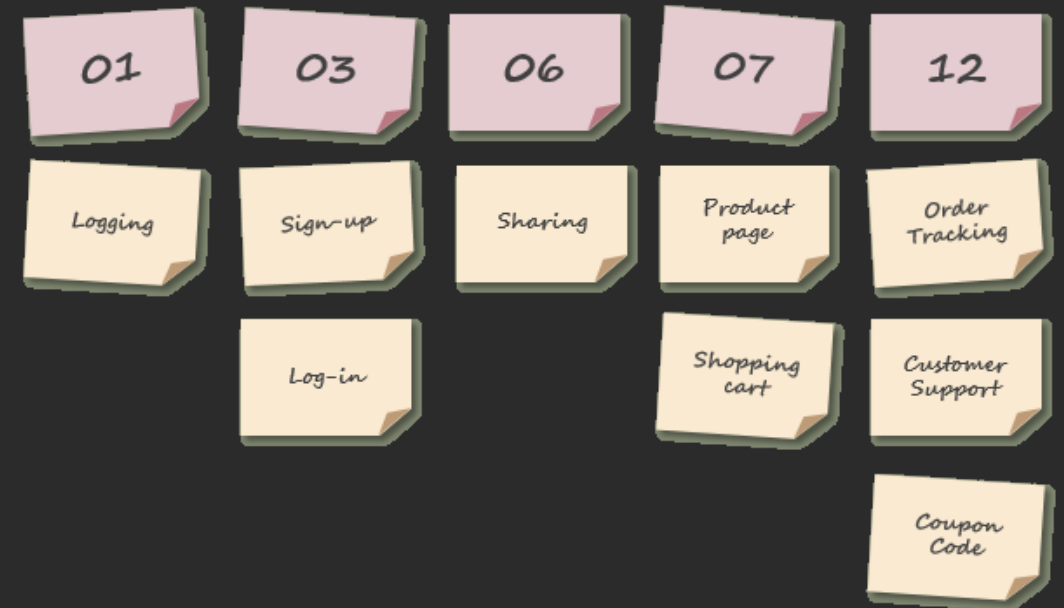 01
03
06
07
12
Logging
Sign-up
Sharing
Product
page
Order
Tracking
Log-in
Shopping
cart
Customer
Support
Coupon
Code